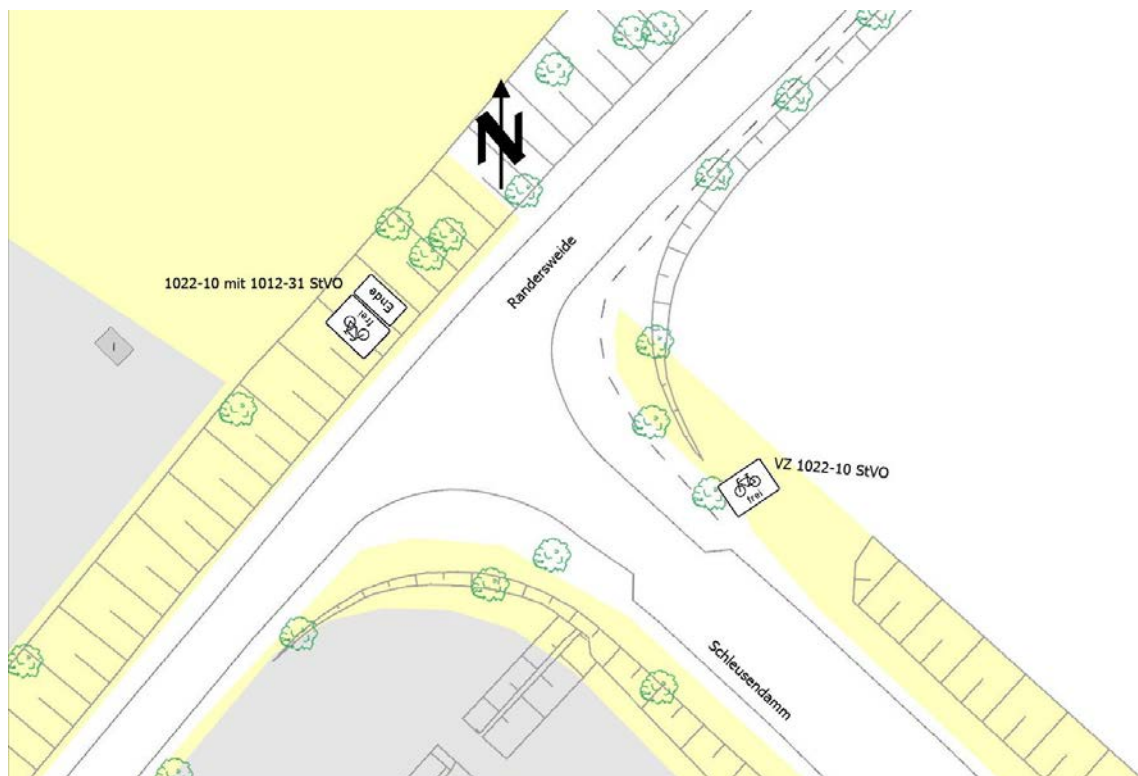 N
Randersweide
1022-10 mit 1012-31 StVO
Ende
frei
I
VZ 1022-10 StVO
frei
Schleusendamm